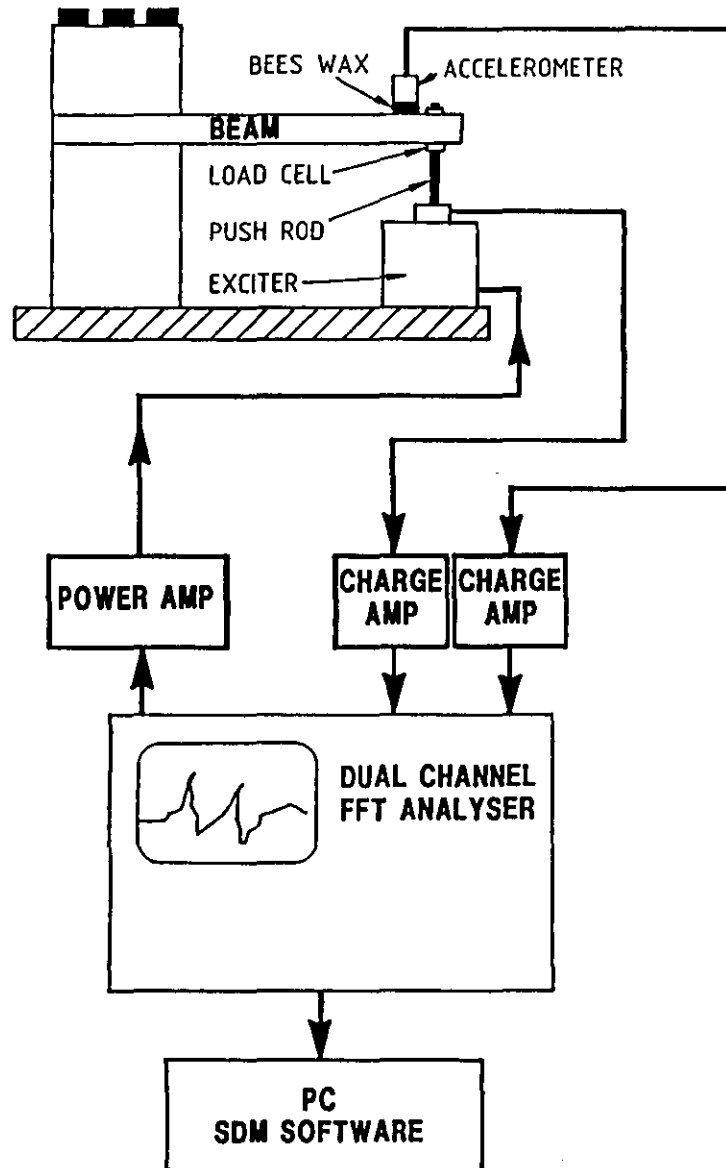 BEES WAX
ACCELEROMETER
BEAM
LOAD CELL
PUSH ROD
EXCITER
POWER AMP
CHARGE
AMP
CHARGE
AMP
DUAL CHANNEL
FFT ANALYSER
PC
SDM SOFTWARE